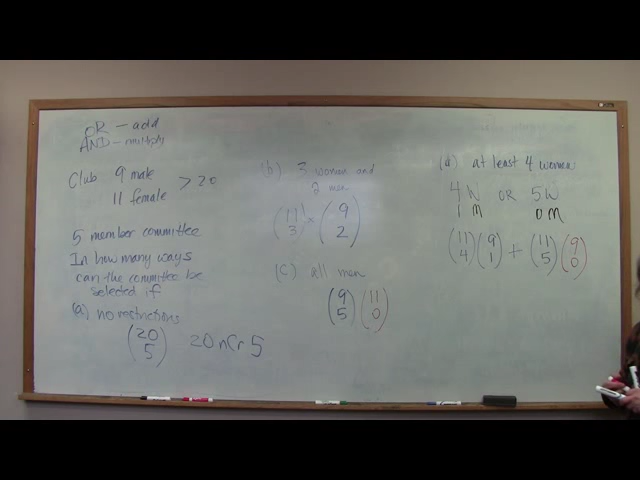 OR – add
AND – multiply
Club 9 male
11 female
> 20
5 member committee
In how many ways
can the committee be
selected if
(a) no restrictions
(20 5) 20 nCr 5
(b) 3 women and
2 men
(11 3) × (9 2)
(c) all men
(9 5) (11 0)
(d) at least 4 women
4 W OR 5 W
1 M 0 M
(11 4) (9 1) + (11 5) (9 0)